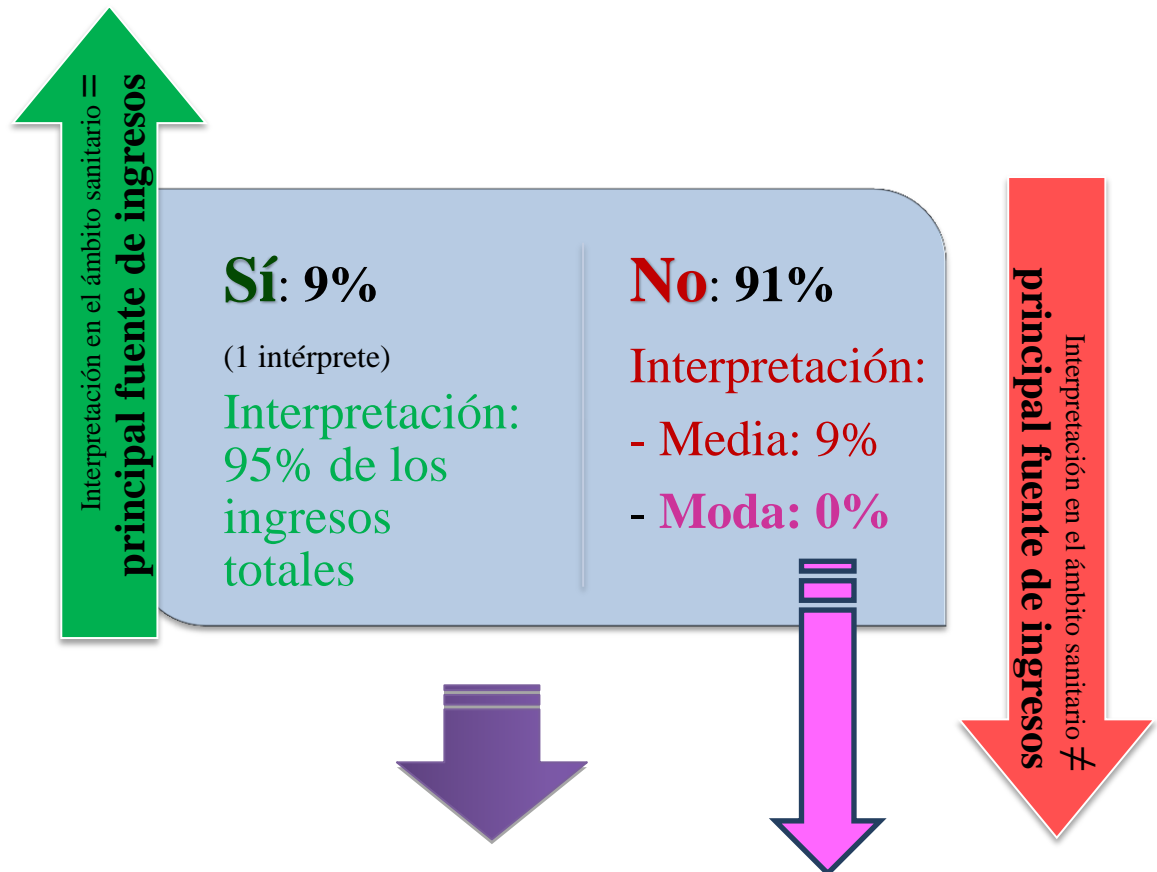 Interpretación en el ámbito sanitario =
principal fuente de ingresos
Sí: 9%
(1 intérprete)
Interpretación:
95% de los
ingresos
totales
No: 91%
Interpretación:
- Media: 9%
- Moda: 0%
Interpretación en el ámbito sanitario ≠
principal fuente de ingresos